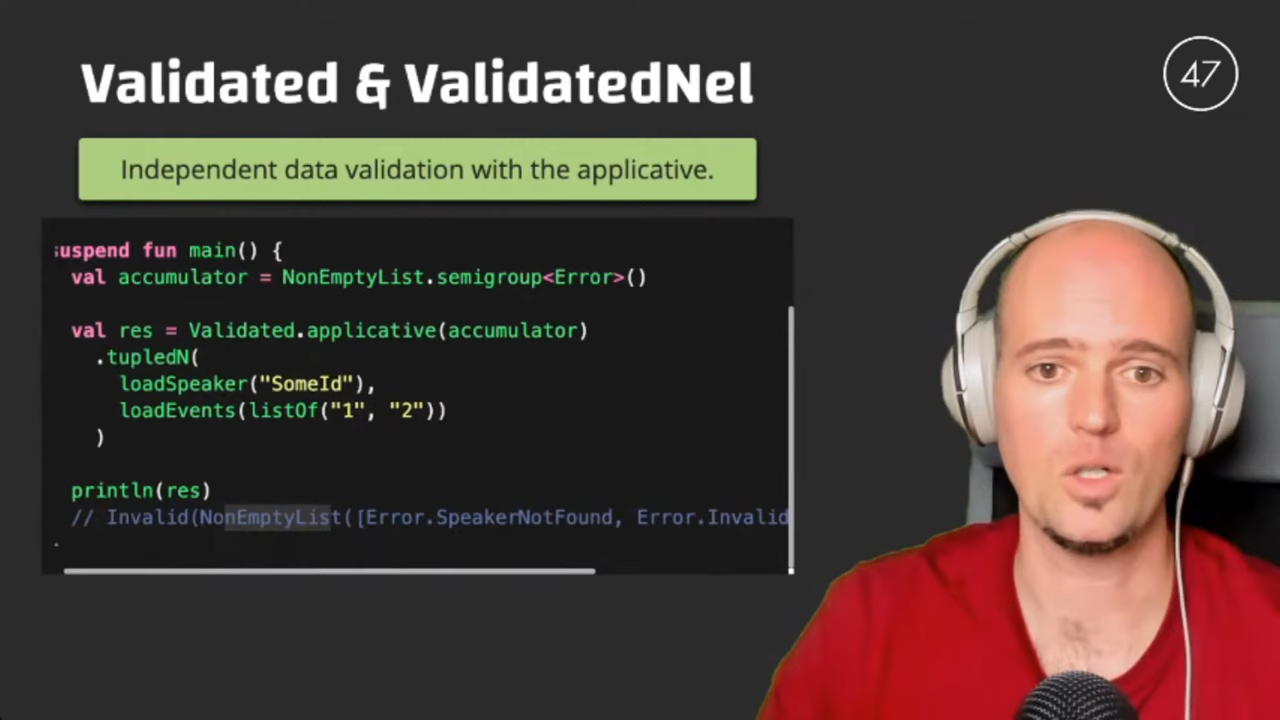 Validated & ValidatedNel
47
Independent data validation with the applicative.
suspend fun main() {
val accumulator = NonEmptyList.semigroup<Error>()
val res = Validated.applicative(accumulator)
.tupledN(
loadSpeaker("SomeId"),
loadEvents(listOf("1", "2"))
)
println(res)
// Invalid(NonEmptyList([Error.SpeakerNotFound, Error.Invalid